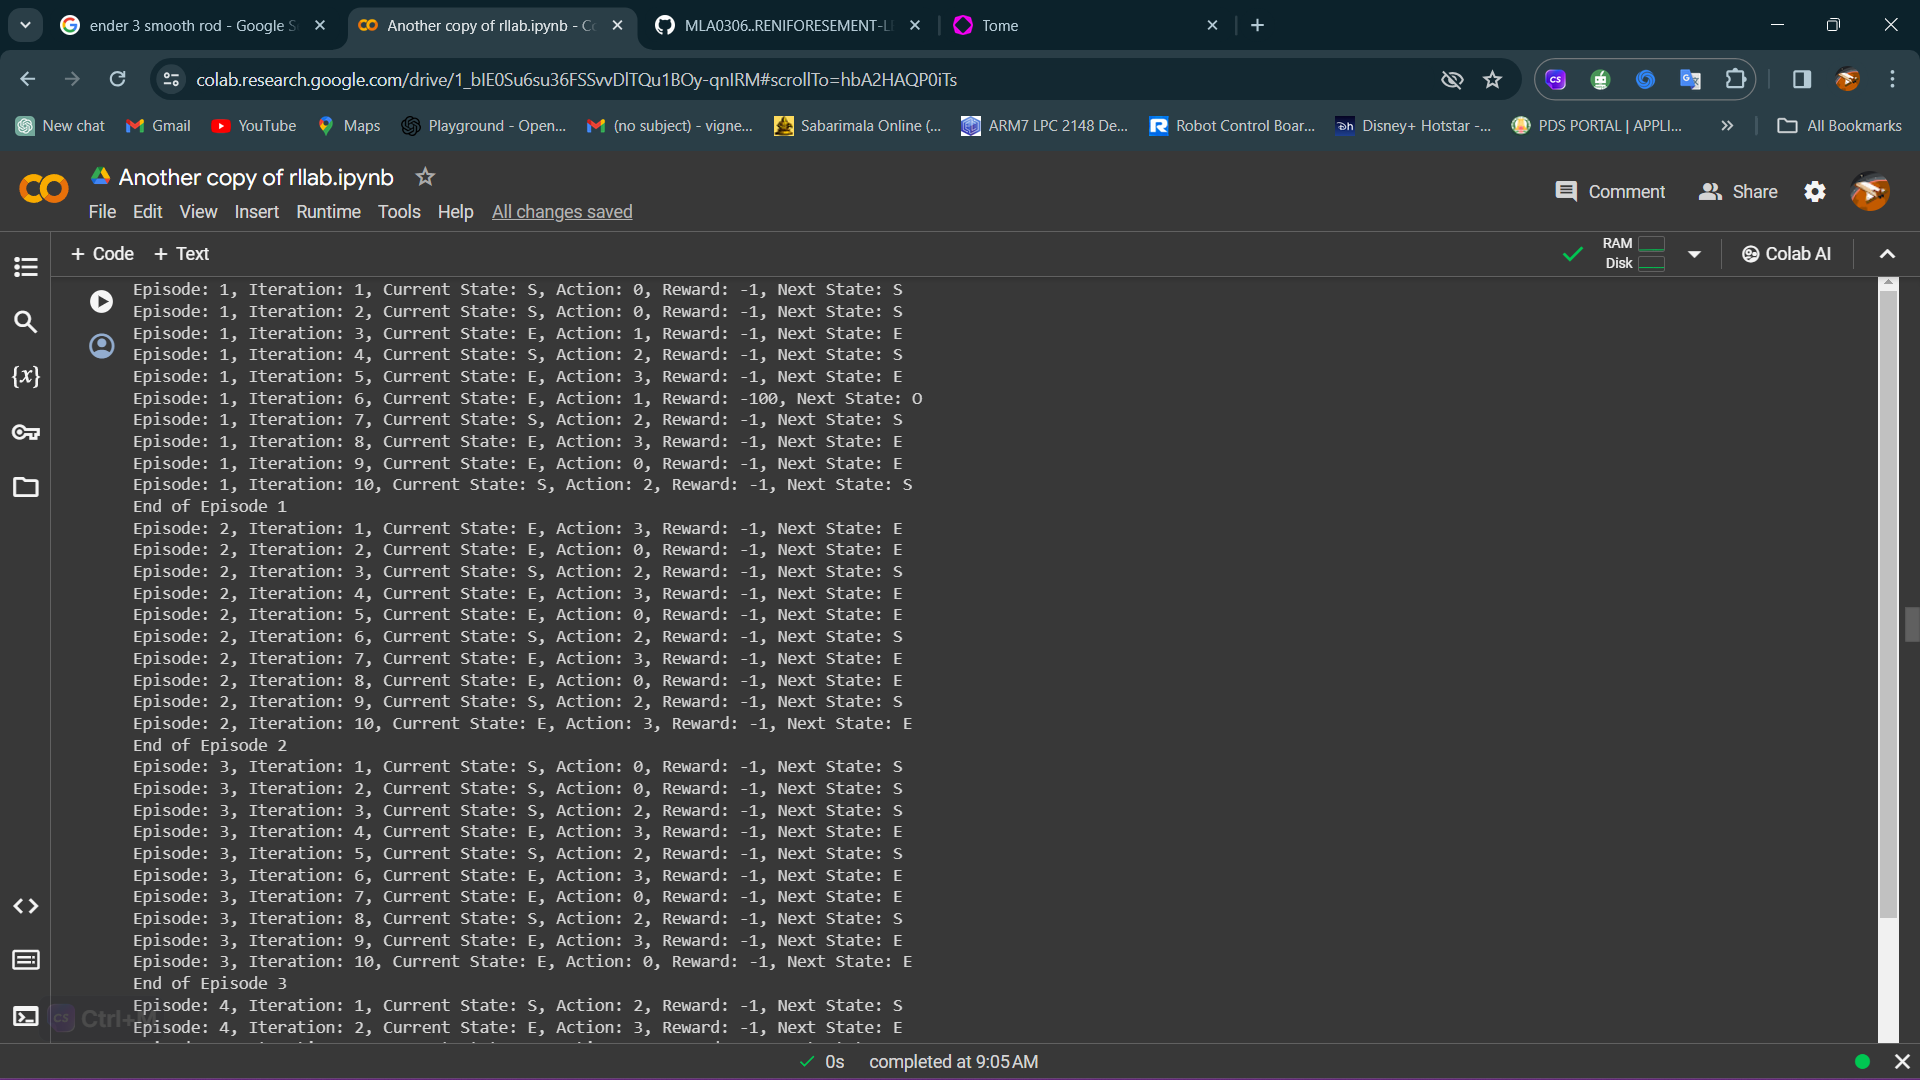 ender 3 smooth rod - Google S
Another copy of rllab.ipynb - Co
MLA0306..RENIFORESEMENT-LE
Tome
colab.research.google.com/drive/1_bIE0Su6su36FSSvvDlTQu1BOy-qnIRM#scrollTo=hbA2HAQP0iTs
New chat
Gmail
YouTube
Maps
Playground - Open...
(no subject) - vigne...
Sabarimala Online (...
ARM7 LPC 2148 De...
Robot Control Boar...
Disney+ Hotstar -...
PDS PORTAL | APPLI...
All Bookmarks
Another copy of rllab.ipynb
File Edit View Insert Runtime Tools Help All changes saved
Comment
Share
+ Code + Text
RAM
Disk
Colab AI
Episode: 1, Iteration: 1, Current State: S, Action: 0, Reward: -1, Next State: S
Episode: 1, Iteration: 2, Current State: S, Action: 0, Reward: -1, Next State: S
Episode: 1, Iteration: 3, Current State: E, Action: 1, Reward: -1, Next State: E
Episode: 1, Iteration: 4, Current State: S, Action: 2, Reward: -1, Next State: S
Episode: 1, Iteration: 5, Current State: E, Action: 3, Reward: -1, Next State: E
Episode: 1, Iteration: 6, Current State: E, Action: 1, Reward: -100, Next State: O
Episode: 1, Iteration: 7, Current State: S, Action: 2, Reward: -1, Next State: S
Episode: 1, Iteration: 8, Current State: E, Action: 3, Reward: -1, Next State: E
Episode: 1, Iteration: 9, Current State: E, Action: 0, Reward: -1, Next State: E
Episode: 1, Iteration: 10, Current State: S, Action: 2, Reward: -1, Next State: S
End of Episode 1
Episode: 2, Iteration: 1, Current State: E, Action: 3, Reward: -1, Next State: E
Episode: 2, Iteration: 2, Current State: E, Action: 0, Reward: -1, Next State: E
Episode: 2, Iteration: 3, Current State: S, Action: 2, Reward: -1, Next State: S
Episode: 2, Iteration: 4, Current State: E, Action: 3, Reward: -1, Next State: E
Episode: 2, Iteration: 5, Current State: E, Action: 0, Reward: -1, Next State: E
Episode: 2, Iteration: 6, Current State: S, Action: 2, Reward: -1, Next State: S
Episode: 2, Iteration: 7, Current State: E, Action: 3, Reward: -1, Next State: E
Episode: 2, Iteration: 8, Current State: E, Action: 0, Reward: -1, Next State: E
Episode: 2, Iteration: 9, Current State: S, Action: 2, Reward: -1, Next State: S
Episode: 2, Iteration: 10, Current State: E, Action: 3, Reward: -1, Next State: E
End of Episode 2
Episode: 3, Iteration: 1, Current State: S, Action: 0, Reward: -1, Next State: S
Episode: 3, Iteration: 2, Current State: S, Action: 0, Reward: -1, Next State: S
Episode: 3, Iteration: 3, Current State: S, Action: 2, Reward: -1, Next State: S
Episode: 3, Iteration: 4, Current State: E, Action: 3, Reward: -1, Next State: E
Episode: 3, Iteration: 5, Current State: S, Action: 2, Reward: -1, Next State: S
Episode: 3, Iteration: 6, Current State: E, Action: 3, Reward: -1, Next State: E
Episode: 3, Iteration: 7, Current State: E, Action: 0, Reward: -1, Next State: E
Episode: 3, Iteration: 8, Current State: S, Action: 2, Reward: -1, Next State: S
Episode: 3, Iteration: 9, Current State: E, Action: 3, Reward: -1, Next State: E
Episode: 3, Iteration: 10, Current State: E, Action: 0, Reward: -1, Next State: E
End of Episode 3
Episode: 4, Iteration: 1, Current State: S, Action: 2, Reward: -1, Next State: S
Ctrl+M
Episode: 4, Iteration: 2, Current State: E, Action: 3, Reward: -1, Next State: E
0s completed at 9:05 AM